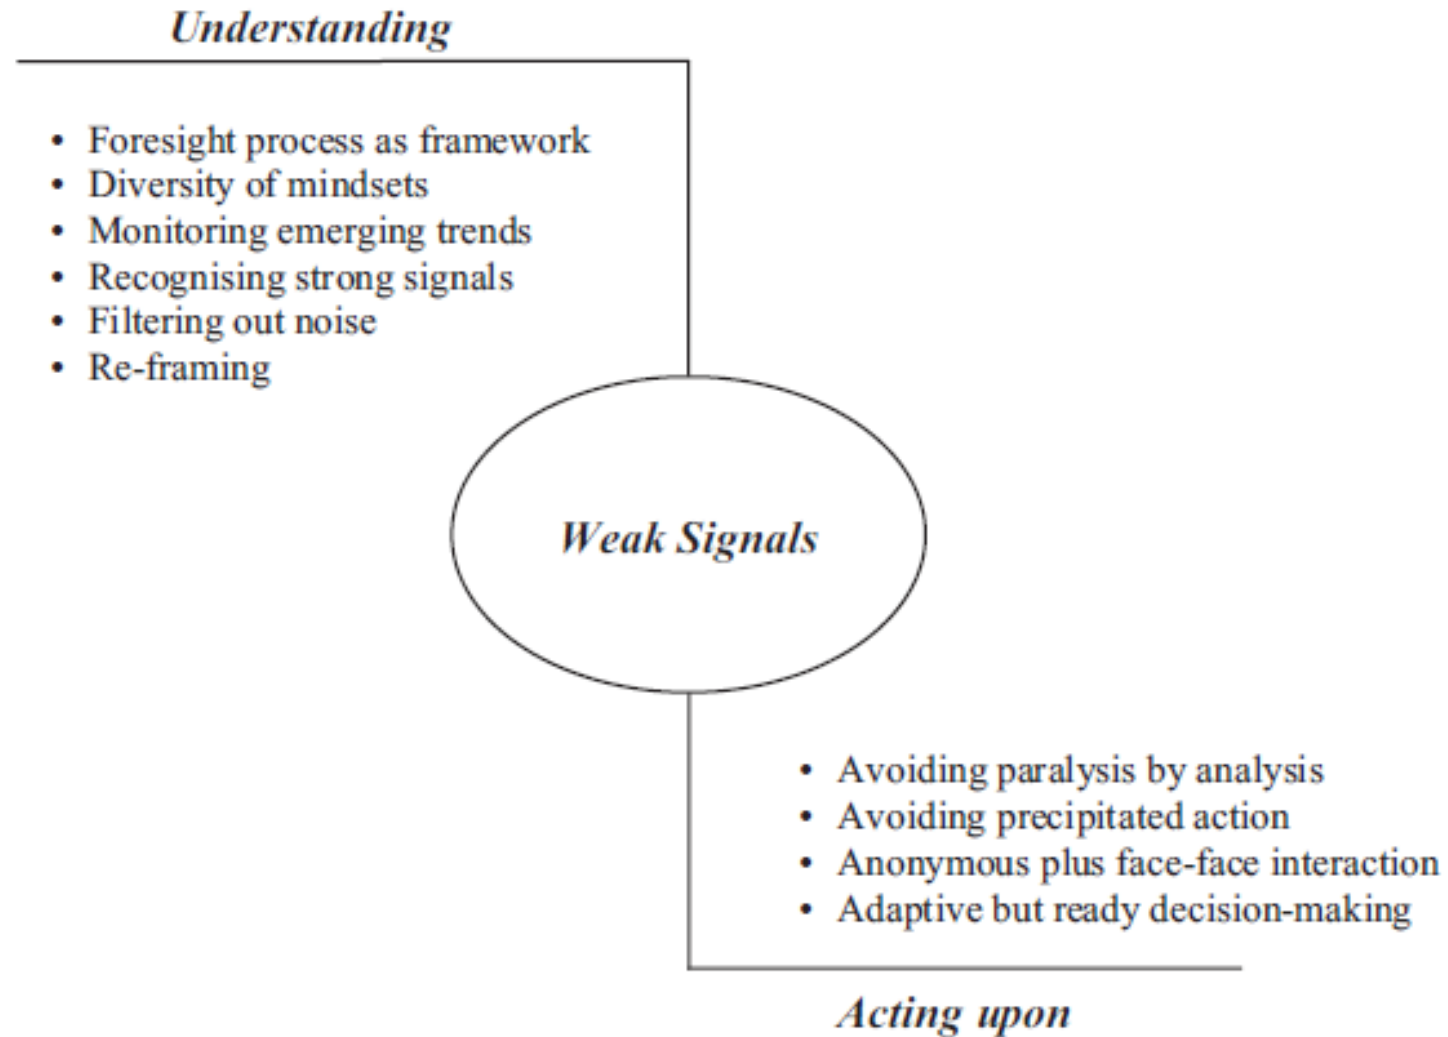 Understanding
• Foresight process as framework
• Diversity of mindsets
• Monitoring emerging trends
• Recognising strong signals
• Filtering out noise
• Re-framing
Weak Signals
• Avoiding paralysis by analysis
• Avoiding precipitated action
• Anonymous plus face-face interaction
• Adaptive but ready decision-making
Acting upon